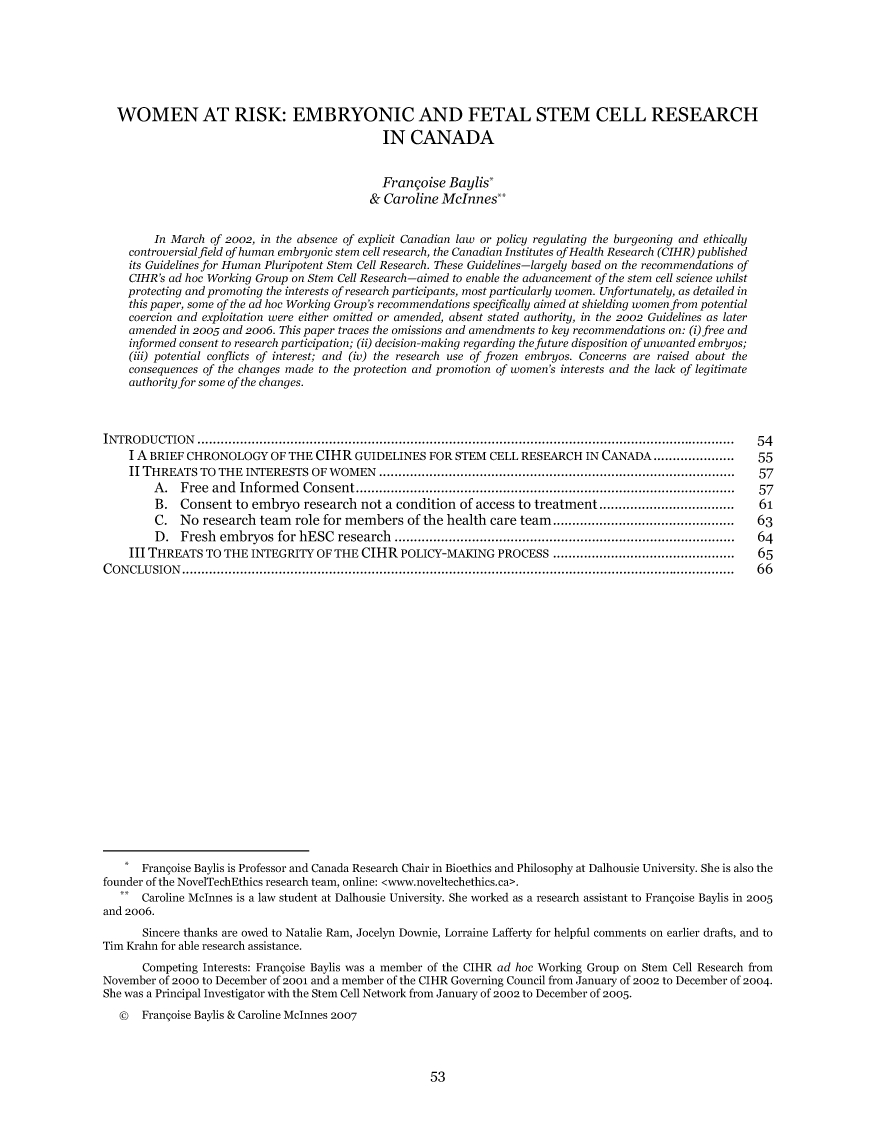 WOMEN AT RISK: EMBRYONIC AND FETAL STEM CELL RESEARCH
IN CANADA
Françoise Baylis*
& Caroline McInnes**
In March of 2002, in the absence of explicit Canadian law or policy regulating the burgeoning and ethically
controversial field of human embryonic stem cell research, the Canadian Institutes of Health Research (CIHR) published
its Guidelines for Human Pluripotent Stem Cell Research. These Guidelines—largely based on the recommendations of
CIHR's ad hoc Working Group on Stem Cell Research—aimed to enable the advancement of the stem cell science whilst
protecting and promoting the interests of research participants, most particularly women. Unfortunately, as detailed in
this paper, some of the ad hoc Working Group's recommendations specifically aimed at shielding women from potential
coercion and exploitation were either omitted or amended, absent stated authority, in the 2002 Guidelines as later
amended in 2005 and 2006. This paper traces the omissions and amendments to key recommendations on: (i) free and
informed consent to research participation; (ii) decision-making regarding the future disposition of unwanted embryos;
(iii) potential conflicts of interest; and (iv) the research use of frozen embryos. Concerns are raised about the
consequences of the changes made to the protection and promotion of women's interests and the lack of legitimate
authority for some of the changes.
INTRODUCTION ........................................................ 54
I A BRIEF CHRONOLOGY OF THE CIHR GUIDELINES FOR STEM CELL RESEARCH IN CANADA ..................... 55
II THREATS TO THE INTERESTS OF WOMEN ........................................................ 57
A. Free and Informed Consent ........................................................ 57
B. Consent to embryo research not a condition of access to treatment ................................... 61
C. No research team role for members of the health care team ............................................... 63
D. Fresh embryos for hESC research ........................................................ 64
III THREATS TO THE INTEGRITY OF THE CIHR POLICY-MAKING PROCESS ............................................... 65
CONCLUSION ........................................................ 66
* Françoise Baylis is Professor and Canada Research Chair in Bioethics and Philosophy at Dalhousie University. She is also the
founder of the NovelTechEthics research team, online: <www.noveltechethics.ca>.
** Caroline McInnes is a law student at Dalhousie University. She worked as a research assistant to Françoise Baylis in 2005
and 2006.
Sincere thanks are owed to Natalie Ram, Jocelyn Downie, Lorraine Lafferty for helpful comments on earlier drafts, and to
Tim Krahn for able research assistance.
Competing Interests: Françoise Baylis was a member of the CIHR ad hoc Working Group on Stem Cell Research from
November of 2000 to December of 2001 and a member of the CIHR Governing Council from January of 2002 to December of 2004.
She was a Principal Investigator with the Stem Cell Network from January of 2002 to December of 2005.
© Françoise Baylis & Caroline McInnes 2007
53